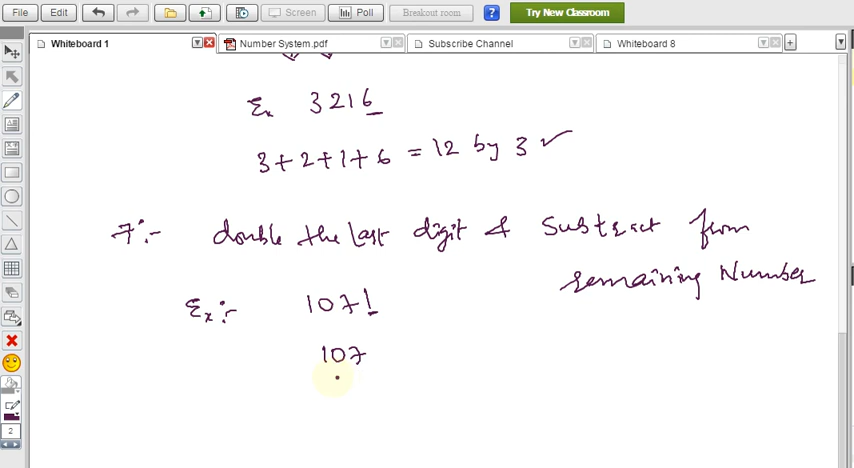 File Edit Screen Poll Breakout room ? Try New Classroom
Whiteboard 1 Number System.pdf Subscribe Channel Whiteboard 8
Ex 3216
3+2+1+6 = 12 by 3 ✓
7:- double the last digit & subtract from
remaining Number
Ex:- 1071
107
2